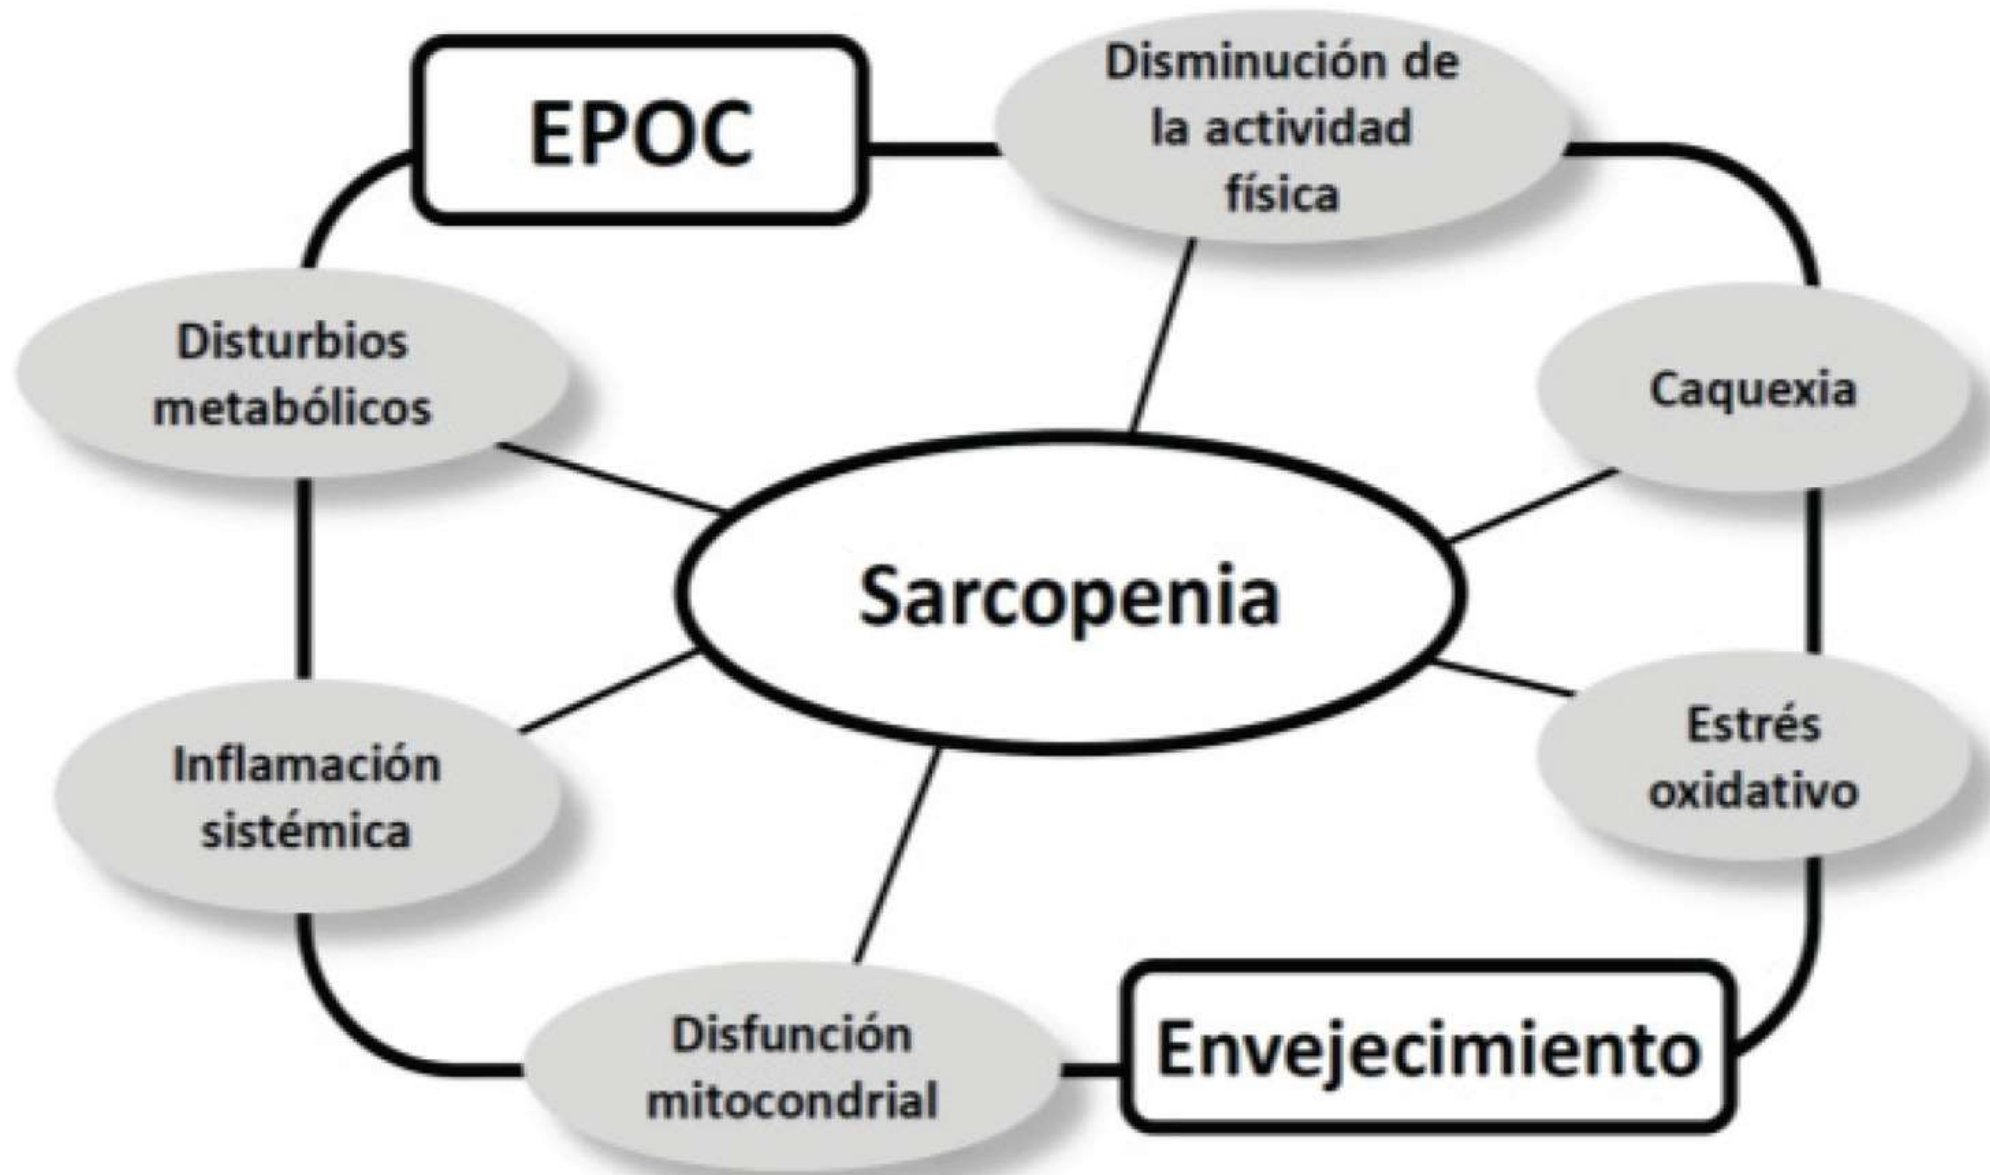 EPOC
Disminución de
la actividad
física
Disturbios
metabólicos
Caquexia
Sarcopenia
Inflamación
sistémica
Estrés
oxidativo
Disfunción
mitocondrial
Envejecimiento